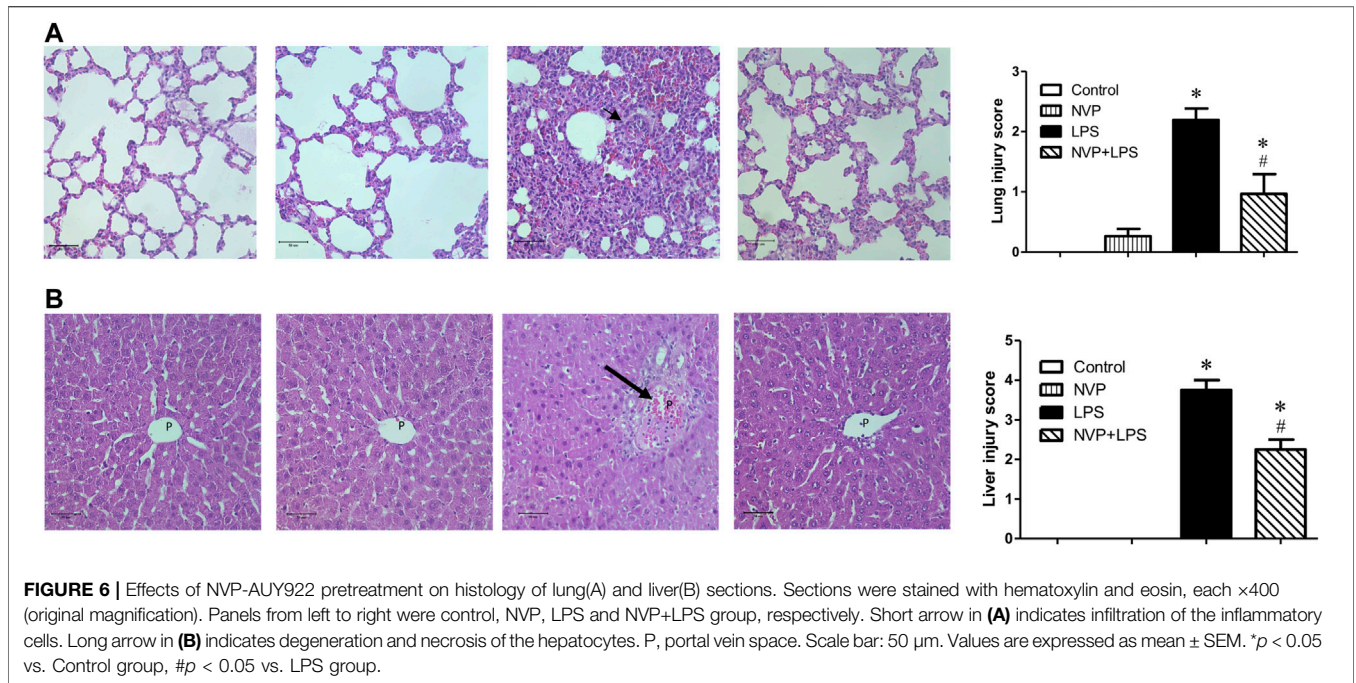 A
3
2
1
0
Lung injury score
Control
NVP
LPS
NVP+LPS
*
*
#
B
P
P
P
P
5
4
3
2
1
0
Liver injury score
Control
NVP
LPS
NVP+LPS
*
*
#
FIGURE 6 | Effects of NVP-AUY922 pretreatment on histology of lung(A) and liver(B) sections. Sections were stained with hematoxylin and eosin, each ×400
(original magnification). Panels from left to right were control, NVP, LPS and NVP+LPS group, respectively. Short arrow in (A) indicates infiltration of the inflammatory
cells. Long arrow in (B) indicates degeneration and necrosis of the hepatocytes. P, portal vein space. Scale bar: 50 µm. Values are expressed as mean ± SEM. *p < 0.05
vs. Control group, #p < 0.05 vs. LPS group.